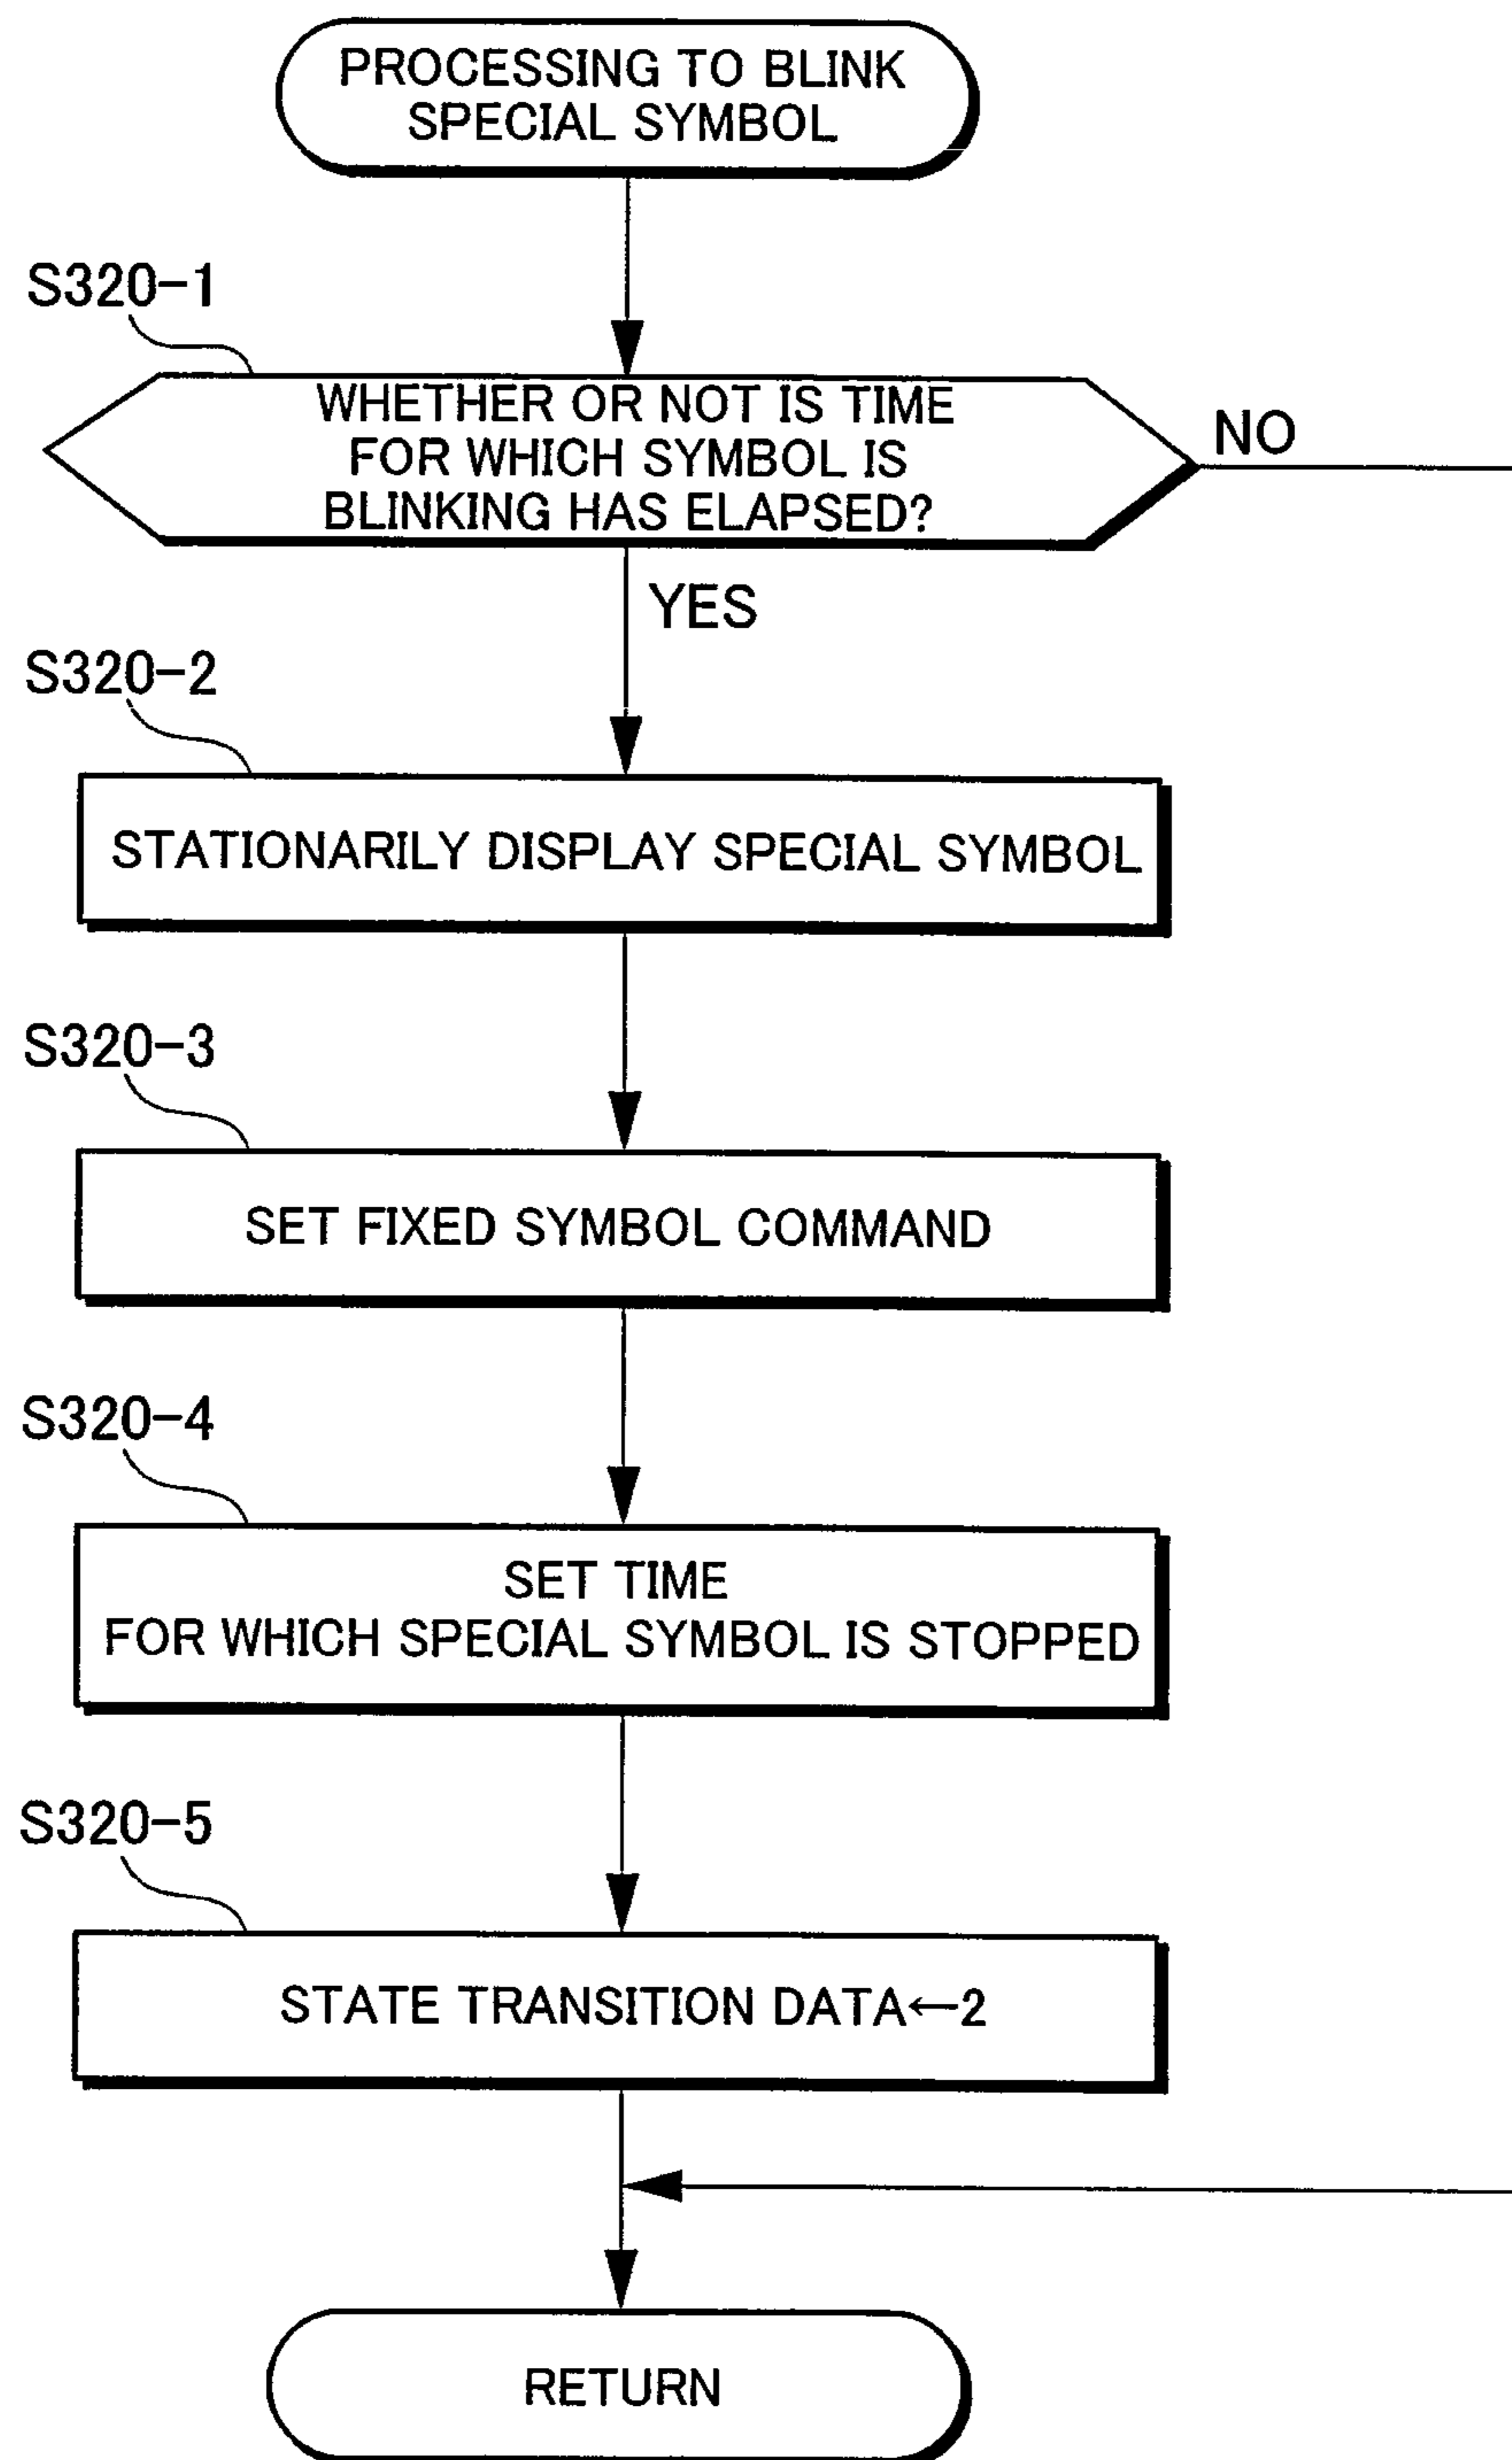 PROCESSING TO BLINK
SPECIAL SYMBOL
S320-1
WHETHER OR NOT IS TIME
FOR WHICH SYMBOL IS
BLINKING HAS ELAPSED?
NO
YES
S320-2
STATIONARILY DISPLAY SPECIAL SYMBOL
S320-3
SET FIXED SYMBOL COMMAND
S320-4
SET TIME
FOR WHICH SPECIAL SYMBOL IS STOPPED
S320-5
STATE TRANSITION DATA←2
RETURN